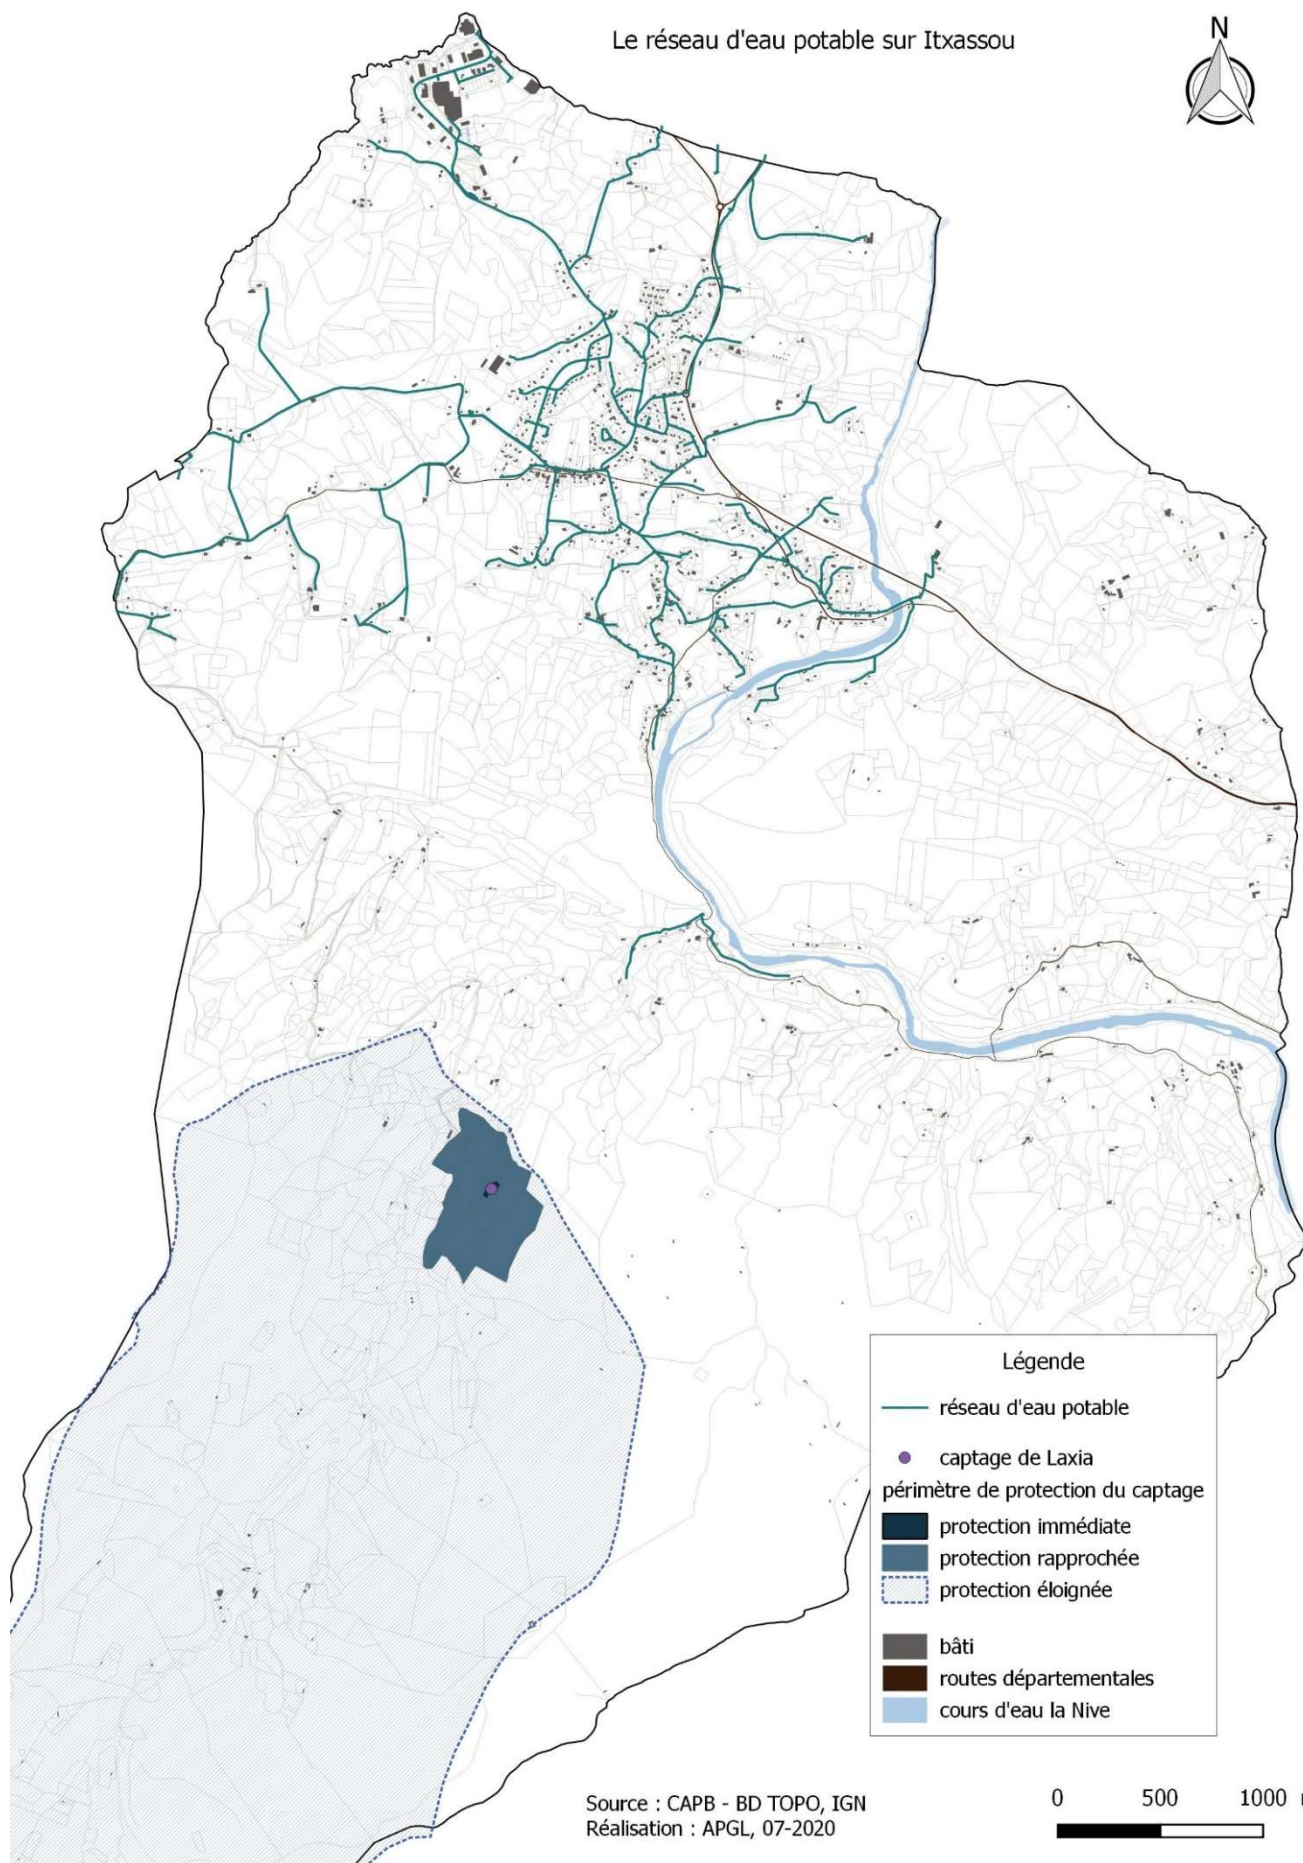 Le réseau d'eau potable sur Itxassou
N
Légende
réseau d'eau potable
captage de Laxia
périmètre de protection du captage
protection immédiate
protection rapprochée
protection éloignée
bâti
routes départementales
cours d'eau la Nive
Source : CAPB - BD TOPO, IGN
Réalisation : APGL, 07-2020
0 500 1000